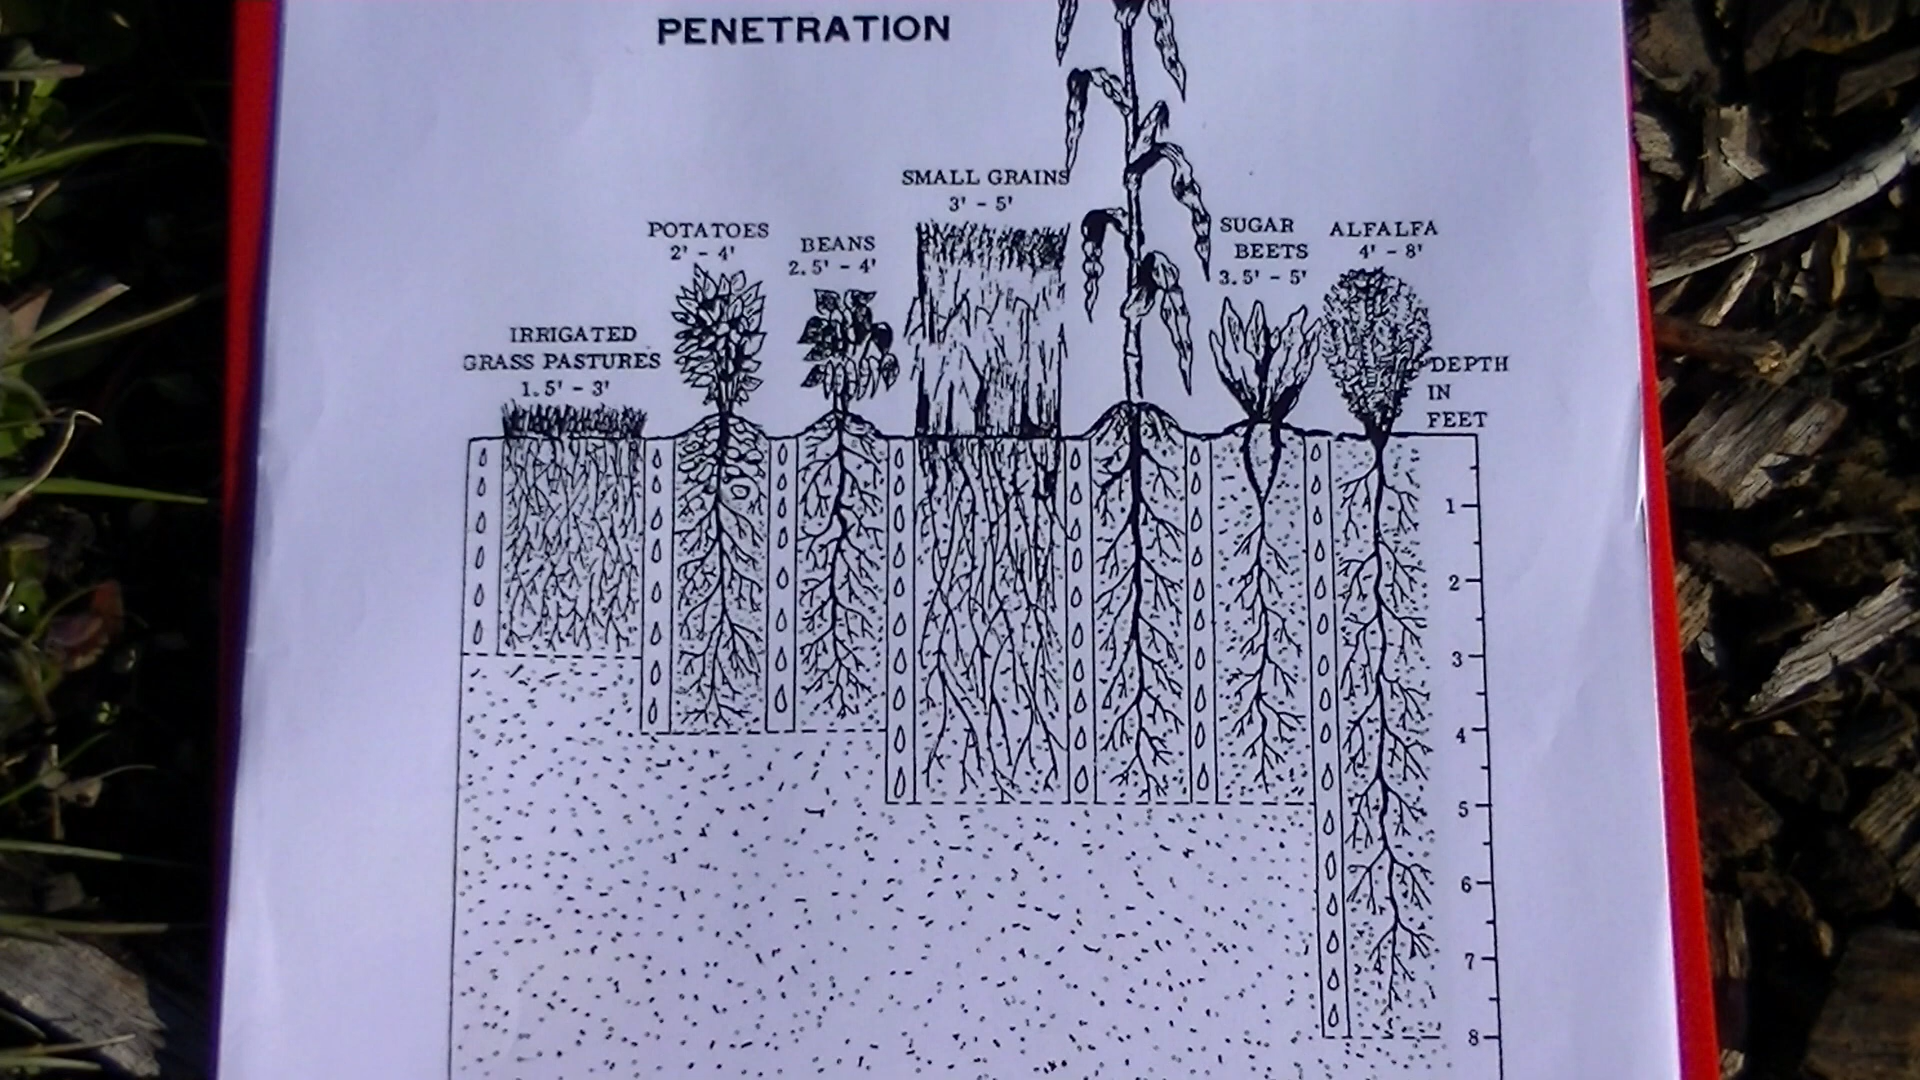 PENETRATION
SMALL GRAINS
3' - 5'
POTATOES
2' - 4'
BEANS
2.5' - 4'
SUGAR
BEETS
3.5' - 5'
ALFALFA
4' - 8'
IRRIGATED
GRASS PASTURES
1.5' - 3'
DEPTH
IN
FEET
1
2
3
4
5
6
7
8